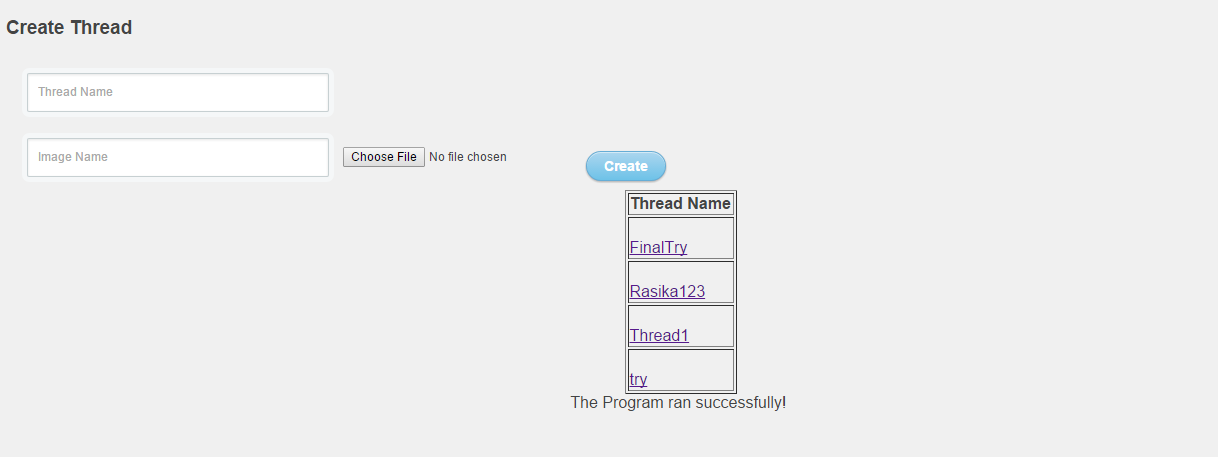 Create Thread
Thread Name
Image Name
Choose File No file chosen
Create
Thread Name
FinalTry
Rasika123
Thread1
try
The Program ran successfully!